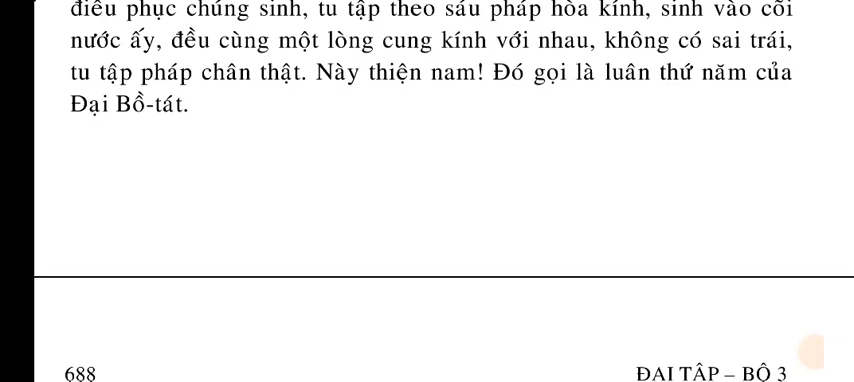 điều phục chúng sinh, tu tập theo sáu pháp hòa kính, sinh vào cõi
nước ấy, đều cùng một lòng cung kính với nhau, không có sai trái,
tu tập pháp chân thật. Này thiện nam! Đó gọi là luân thứ năm của
Đại Bồ-tát.
688
ĐẠI TẬP – BỘ 3